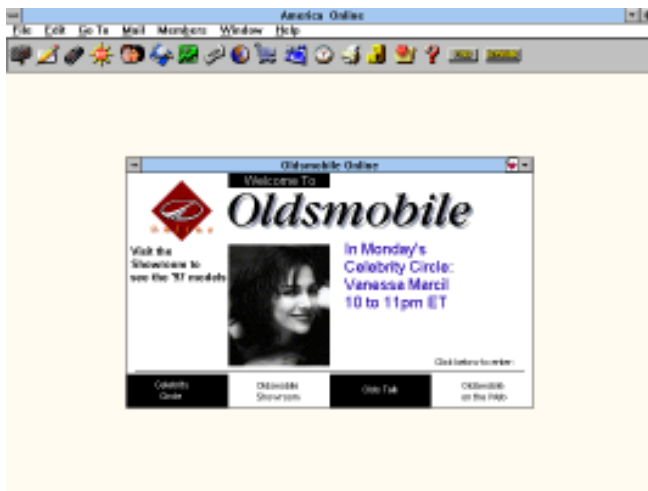 America Online
File Edit Go To Mail Members Window Help
Oldsmobile Online
Welcome To
Oldsmobile
Visit the
Showroom to
see the '97 models
In Monday's
Celebrity Circle:
Vanessa Marcil
10 to 11pm ET
Click below to enter:
Celebrity
Circle
Oldsmobile
Showroom
Olds Talk
Oldsmobile
on the Web